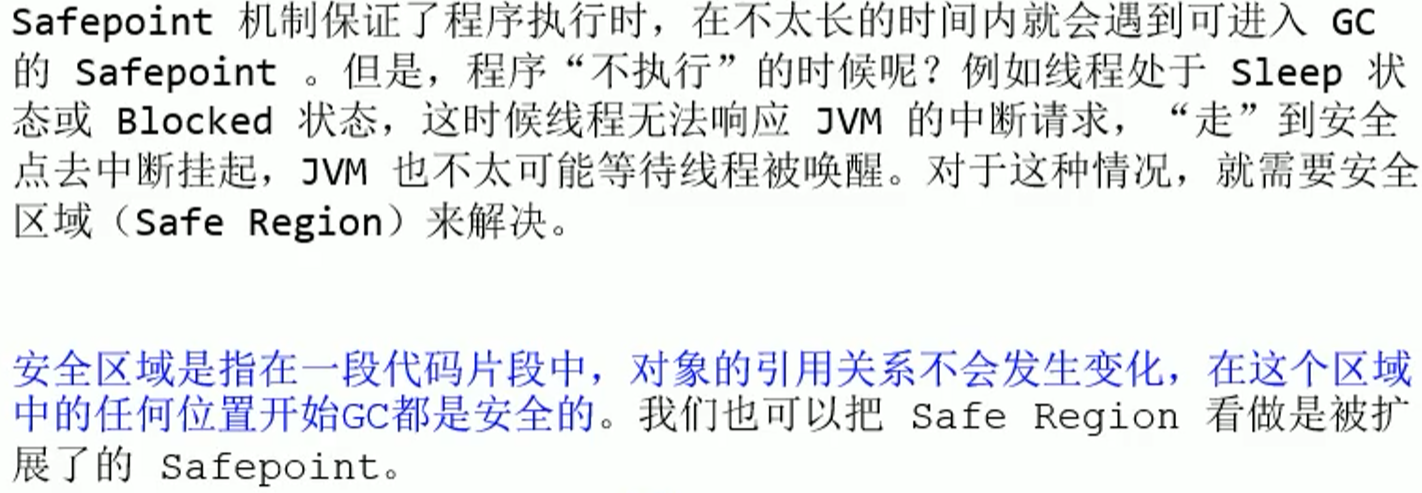 Safepoint 机制保证了程序执行时，在不太长的时间内就会遇到可进入 GC
的 Safepoint 。但是，程序“不执行”的时候呢？例如线程处于 Sleep 状
态或 Blocked 状态，这时候线程无法响应 JVM 的中断请求，“走”到安全
点去中断挂起，JVM 也不太可能等待线程被唤醒。对于这种情况，就需要安全
区域（Safe Region）来解决。
安全区域是指在一段代码片段中，对象的引用关系不会发生变化，在这个区域
中的任何位置开始GC都是安全的。我们也可以把 Safe Region 看做是被扩
展了的 Safepoint。